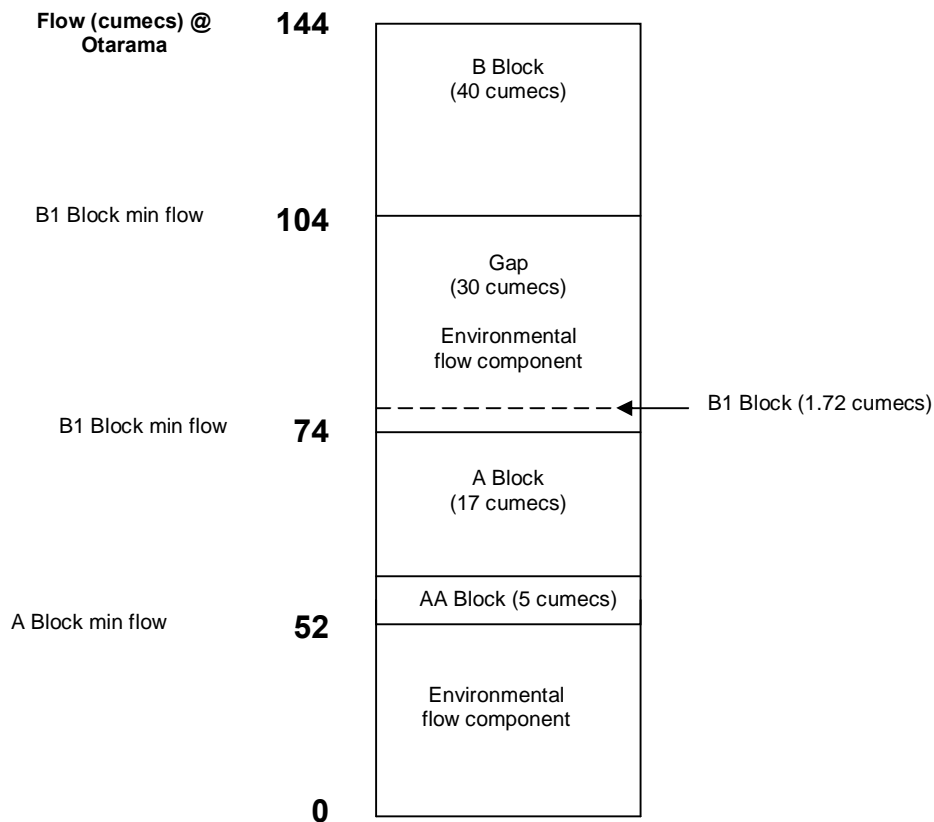 Flow (cumecs) @
Otarama
144
B Block
(40 cumecs)
B1 Block min flow
104
Gap
(30 cumecs)
Environmental
flow component
B1 Block (1.72 cumecs)
B1 Block min flow
74
A Block
(17 cumecs)
AA Block (5 cumecs)
A Block min flow
52
Environmental
flow component
0